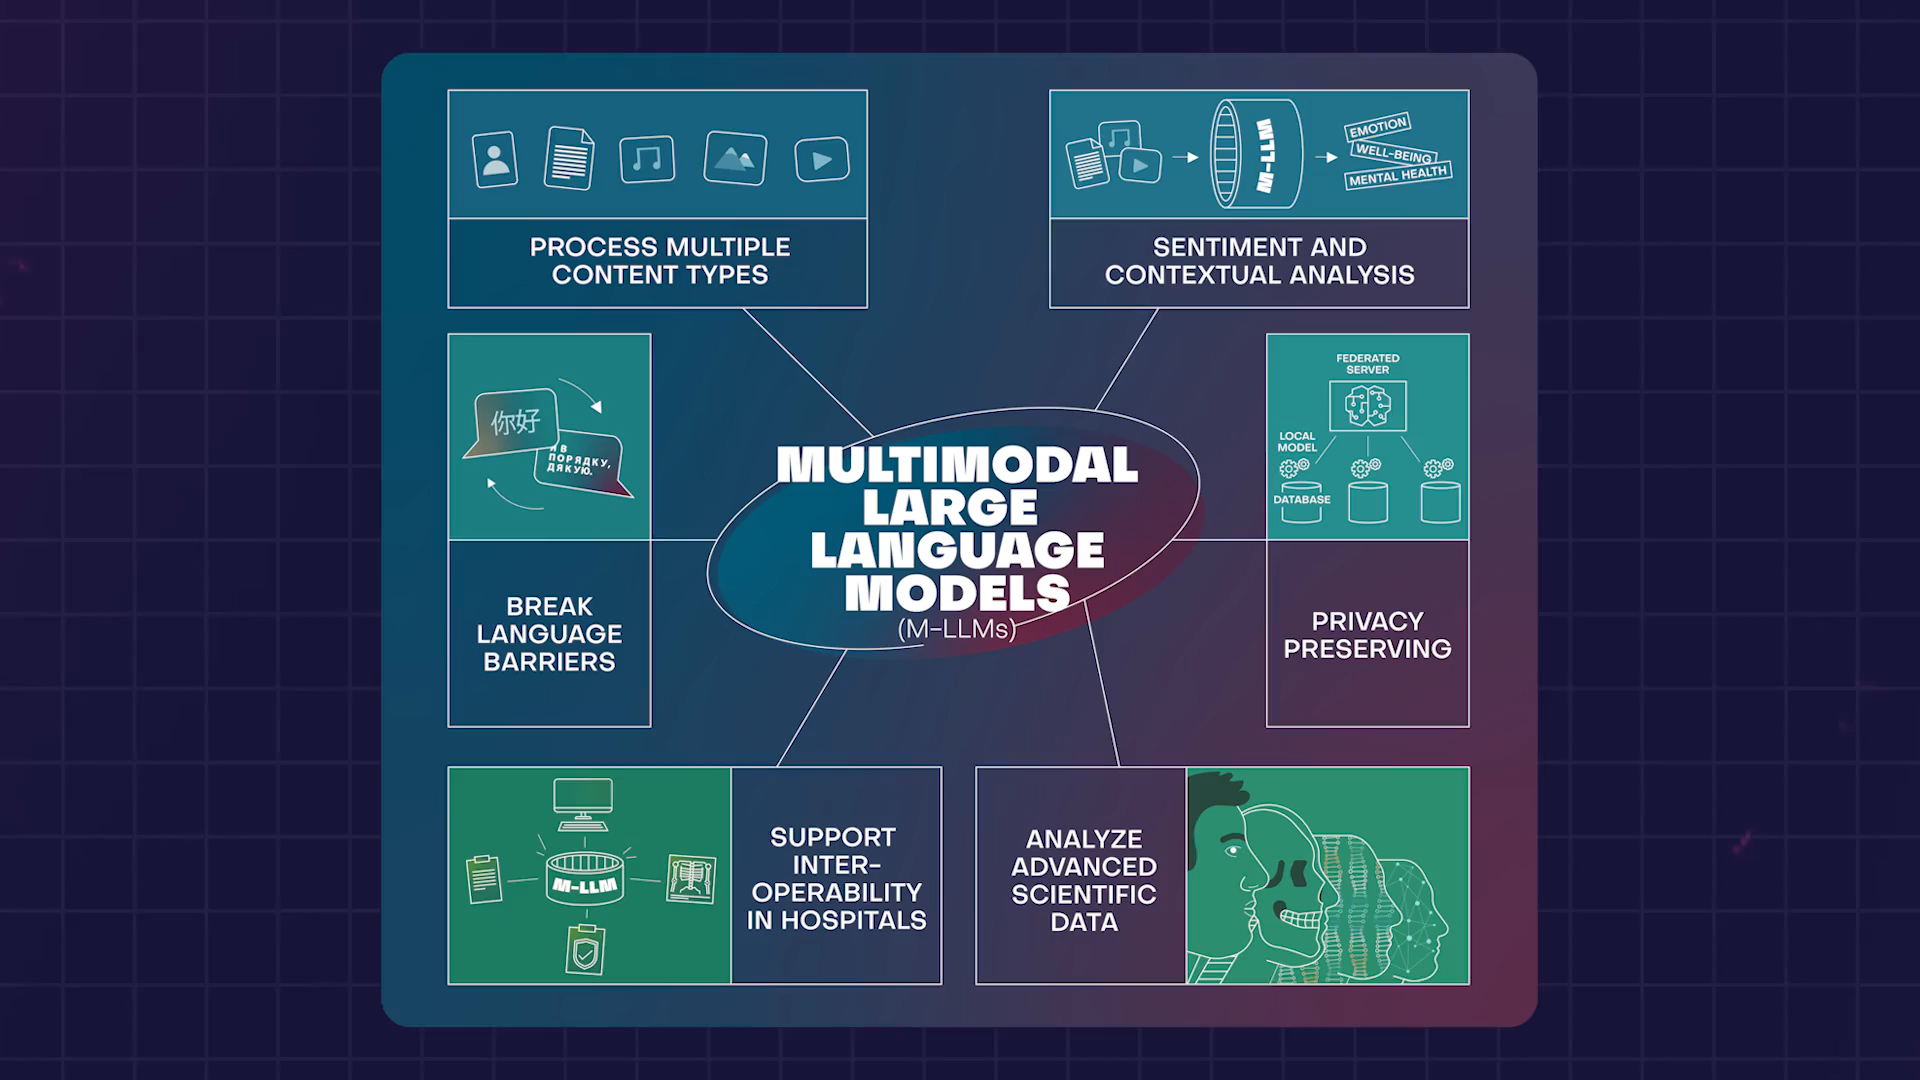 PROCESS MULTIPLE
CONTENT TYPES
M-LLM
EMOTION
WELL-BEING
MENTAL HEALTH
SENTIMENT AND
CONTEXTUAL ANALYSIS
你好
Я В
ПОРЯДКУ,
ДЯКУЮ.
BREAK
LANGUAGE
BARRIERS
MULTIMODAL
LARGE
LANGUAGE
MODELS
(M-LLMs)
FEDERATED
SERVER
LOCAL
MODEL
DATABASE
PRIVACY
PRESERVING
M-LLM
SUPPORT
INTER-
OPERABILITY
IN HOSPITALS
ANALYZE
ADVANCED
SCIENTIFIC
DATA